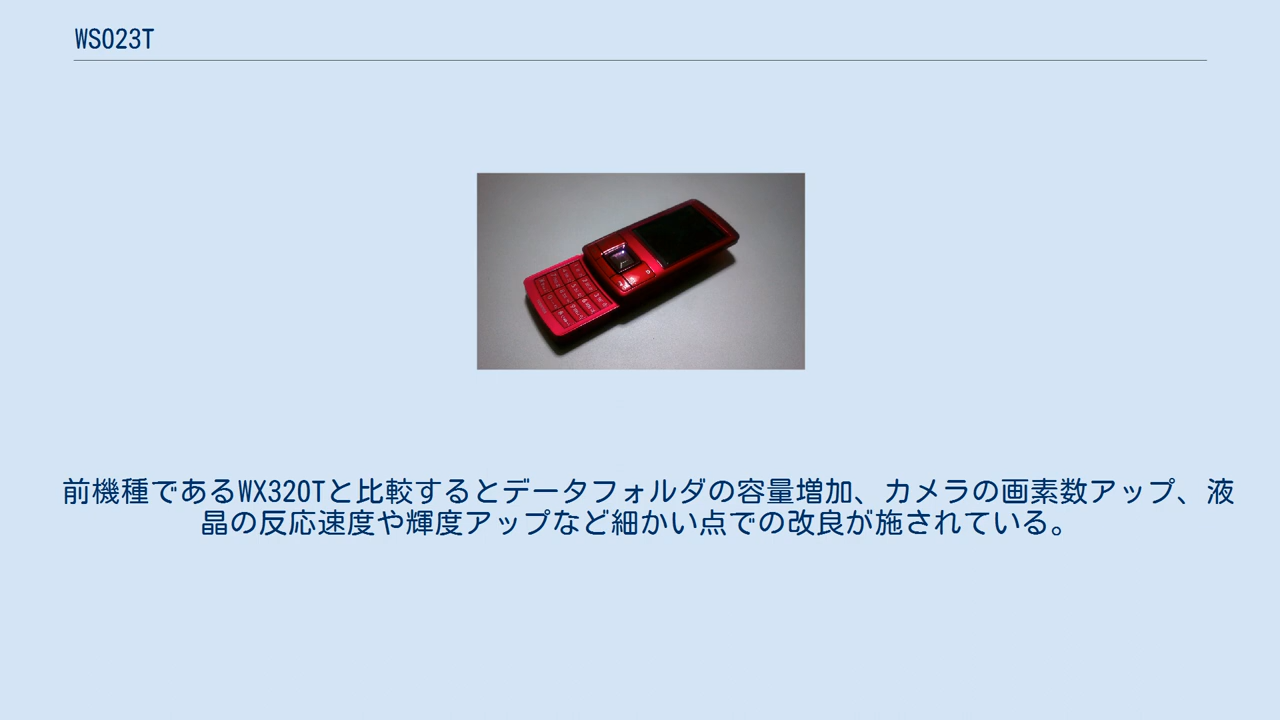 WS023T
前機種であるWX320Tと比較するとデータフォルダの容量増加、カメラの画素数アップ、液
晶の反応速度や輝度アップなど細かい点での改良が施されている。